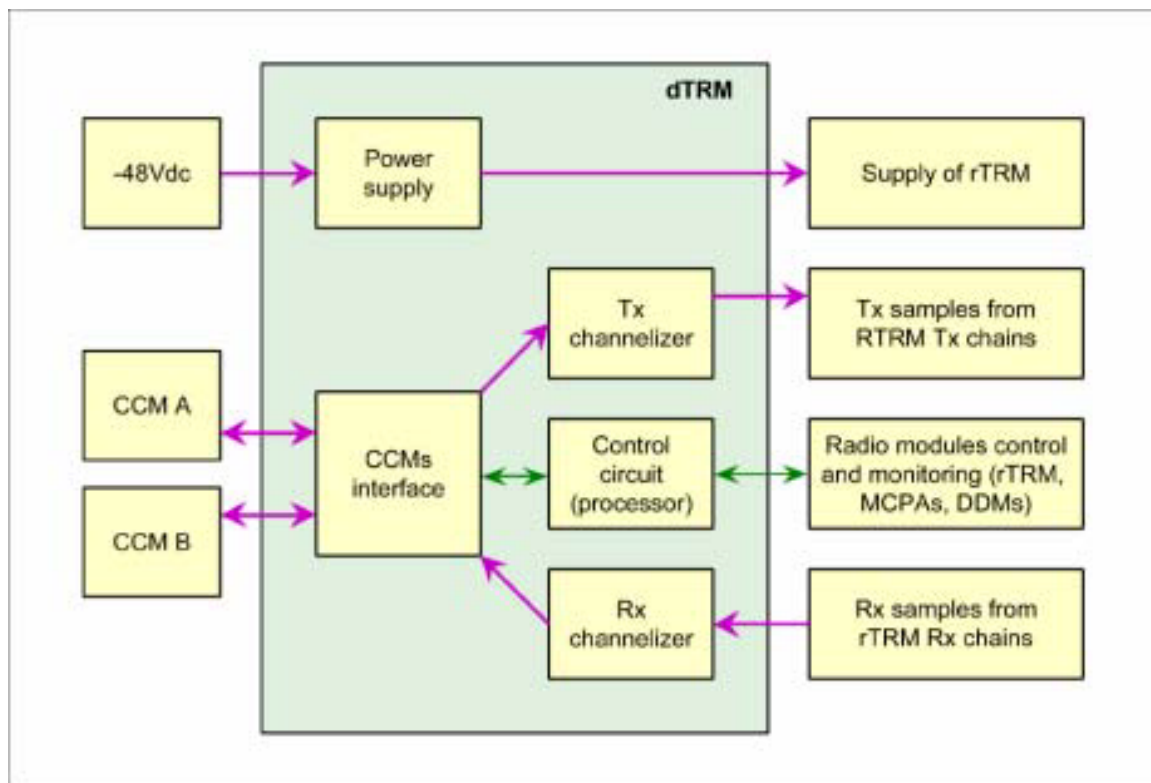 dTRM
-48Vdc
Power
supply
Supply of rTRM
Tx
channelizer
Tx samples from
RTRM Tx chains
CCM A
CCM B
CCMs
interface
Control
circuit
(processor)
Radio modules control
and monitoring (rTRM,
MCPAs, DDMs)
Rx
channelizer
Rx samples from
rTRM Rx chains